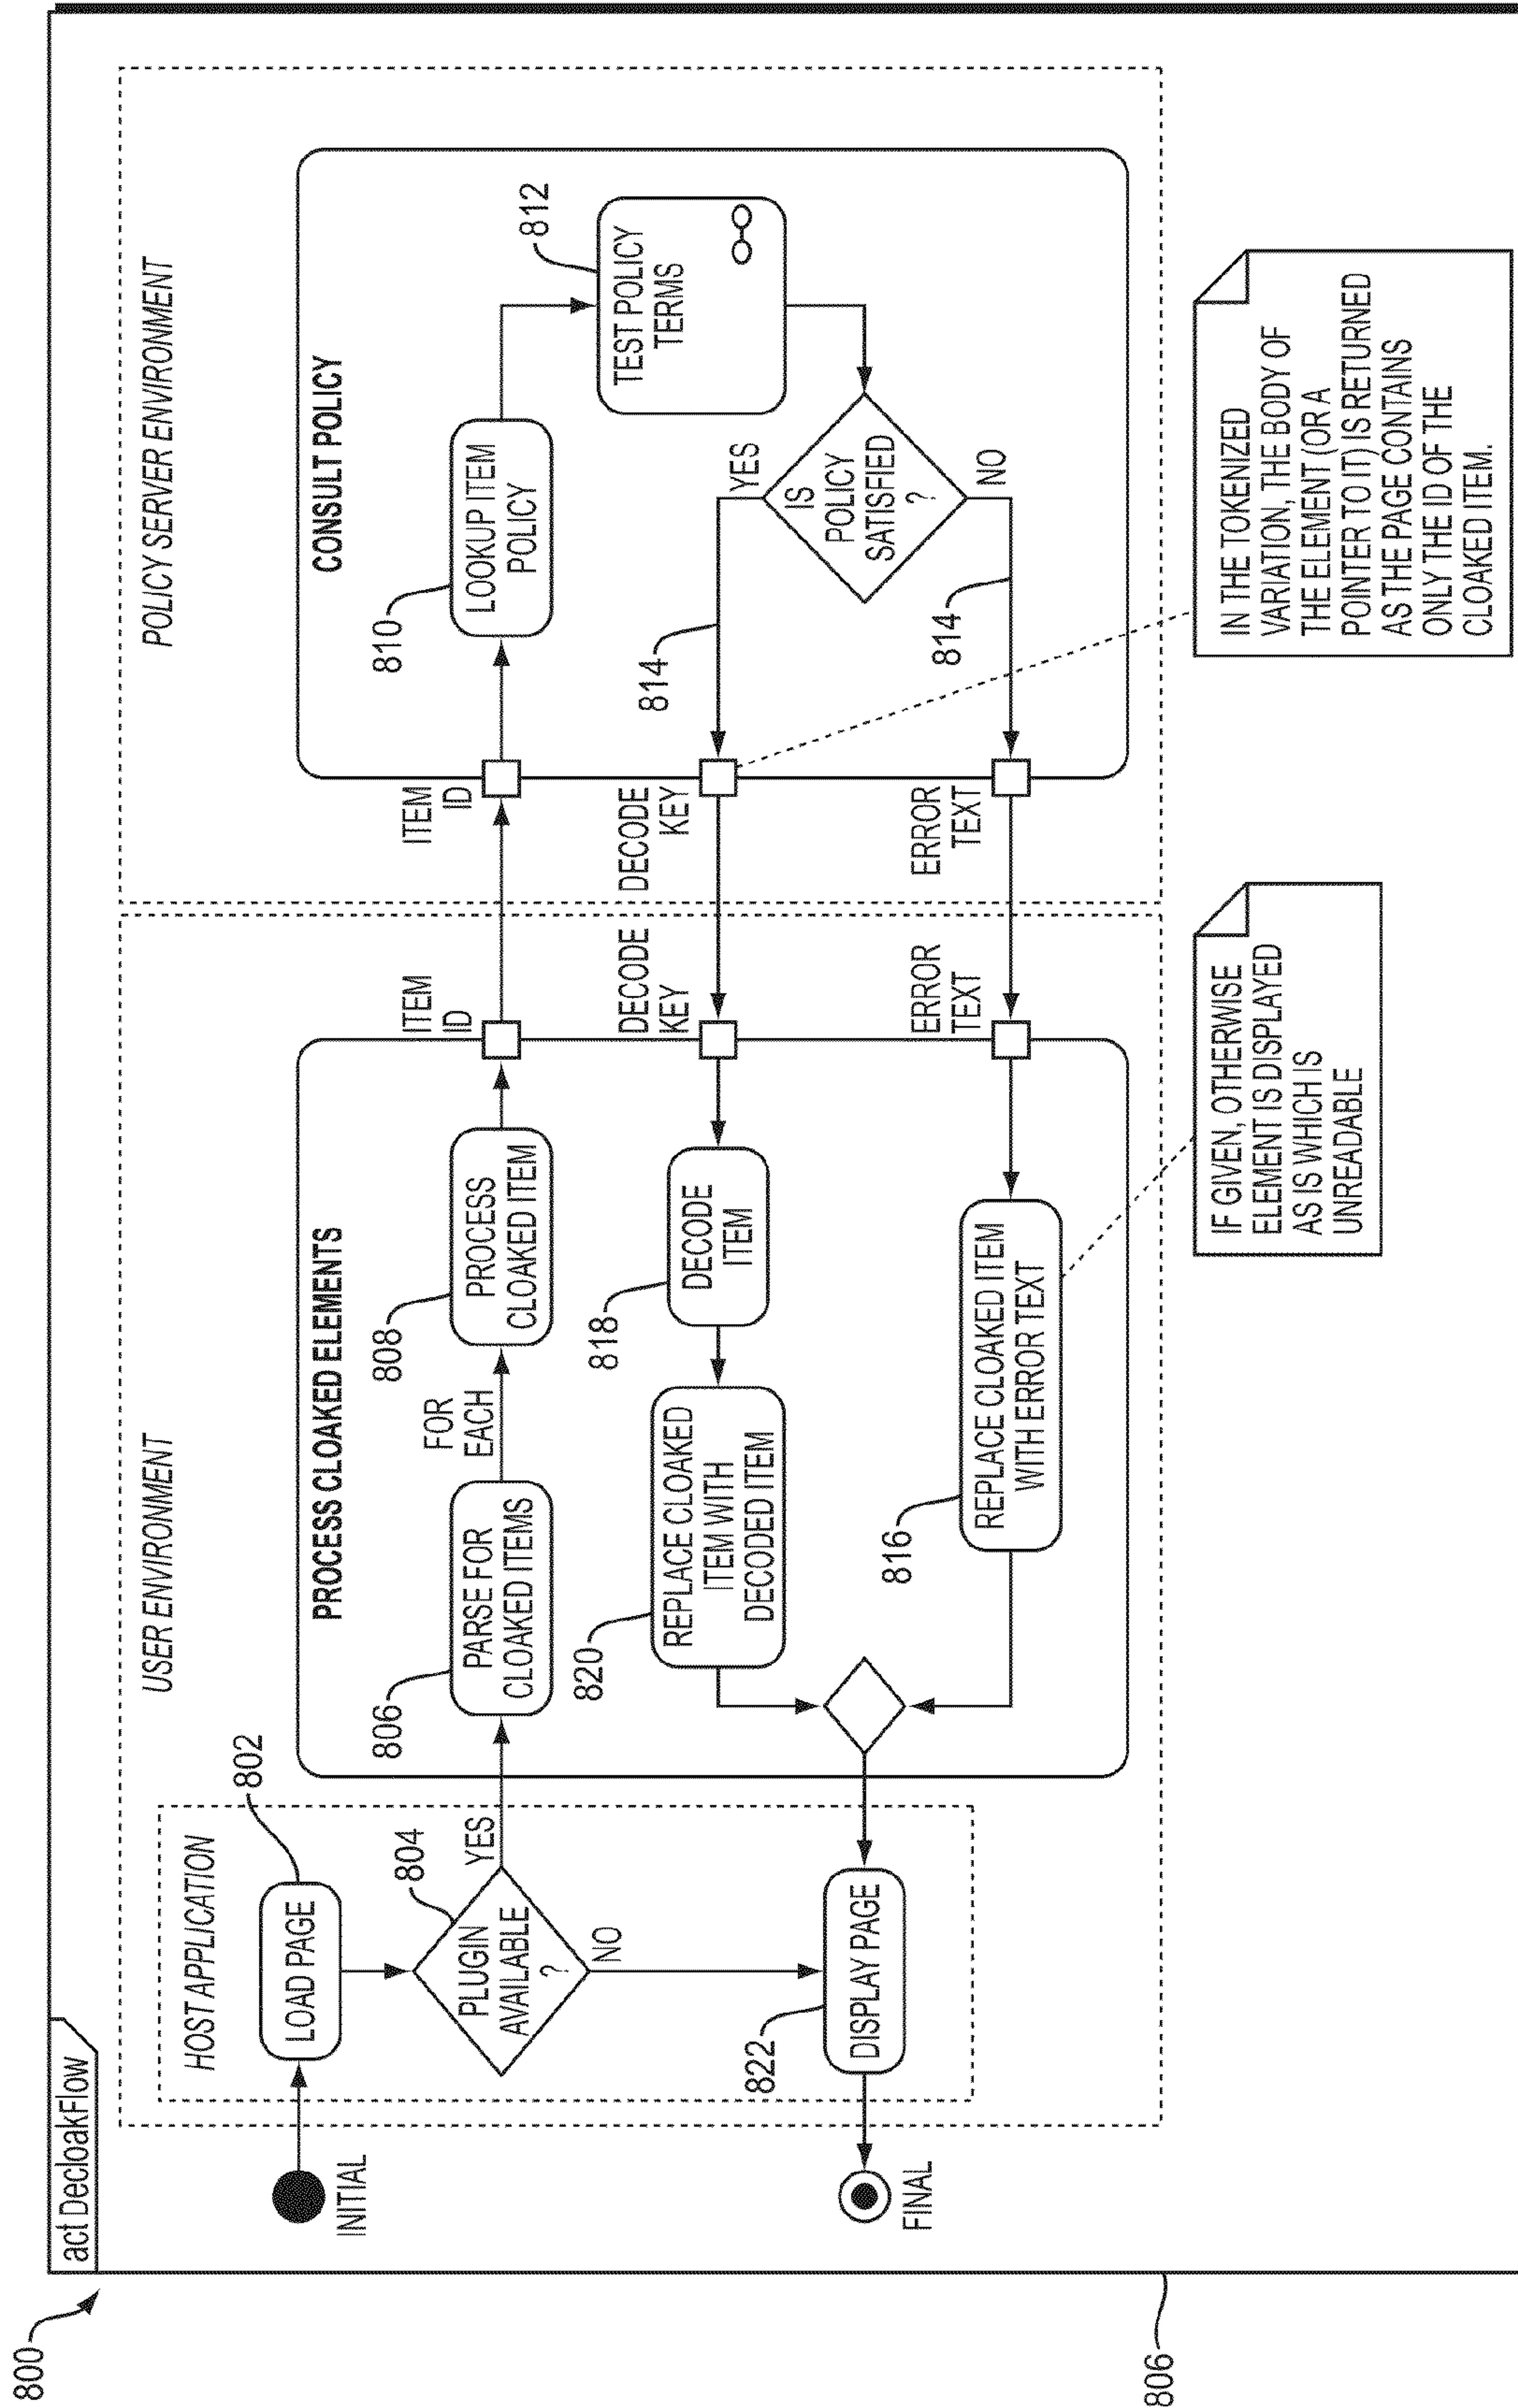 800
act DecloakFlow
USER ENVIRONMENT
POLICY SERVER ENVIRONMENT
HOST APPLICATION
INITIAL
LOAD PAGE
802
PLUGIN
AVAILABLE
?
804
YES
NO
DISPLAY PAGE
822
FINAL
PROCESS CLOAKED ELEMENTS
PARSE FOR
CLOAKED ITEMS
806
FOR
EACH
PROCESS
CLOAKED ITEM
808
ITEM
ID
ITEM
ID
REPLACE CLOAKED
ITEM WITH
DECODED ITEM
820
DECODE
ITEM
818
DECODE
KEY
DECODE
KEY
REPLACE CLOAKED ITEM
WITH ERROR TEXT
816
ERROR
TEXT
ERROR
TEXT
CONSULT POLICY
LOOKUP ITEM
POLICY
810
TEST POLICY
TERMS
812
IS
POLICY
SATISFIED
?
YES
NO
814
814
IF GIVEN, OTHERWISE
ELEMENT IS DISPLAYED
AS IS WHICH IS
UNREADABLE
IN THE TOKENIZED
VARIATION, THE BODY OF
THE ELEMENT (OR A
POINTER TO IT) IS RETURNED
AS THE PAGE CONTAINS
ONLY THE ID OF THE
CLOAKED ITEM.
806